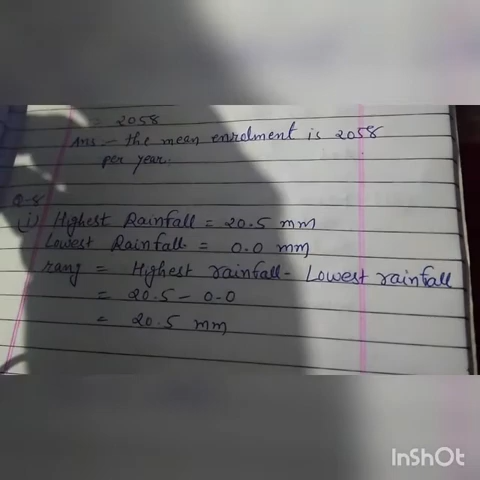 = 2058
Ans :- the mean enrolment is 2058
per year.
Q-8
(i) Highest Rainfall = 20.5 mm
Lowest Rainfall = 0.0 mm
rang = Highest rainfall - Lowest rainfall
= 20.5 - 0.0
= 20.5 mm
InShOt